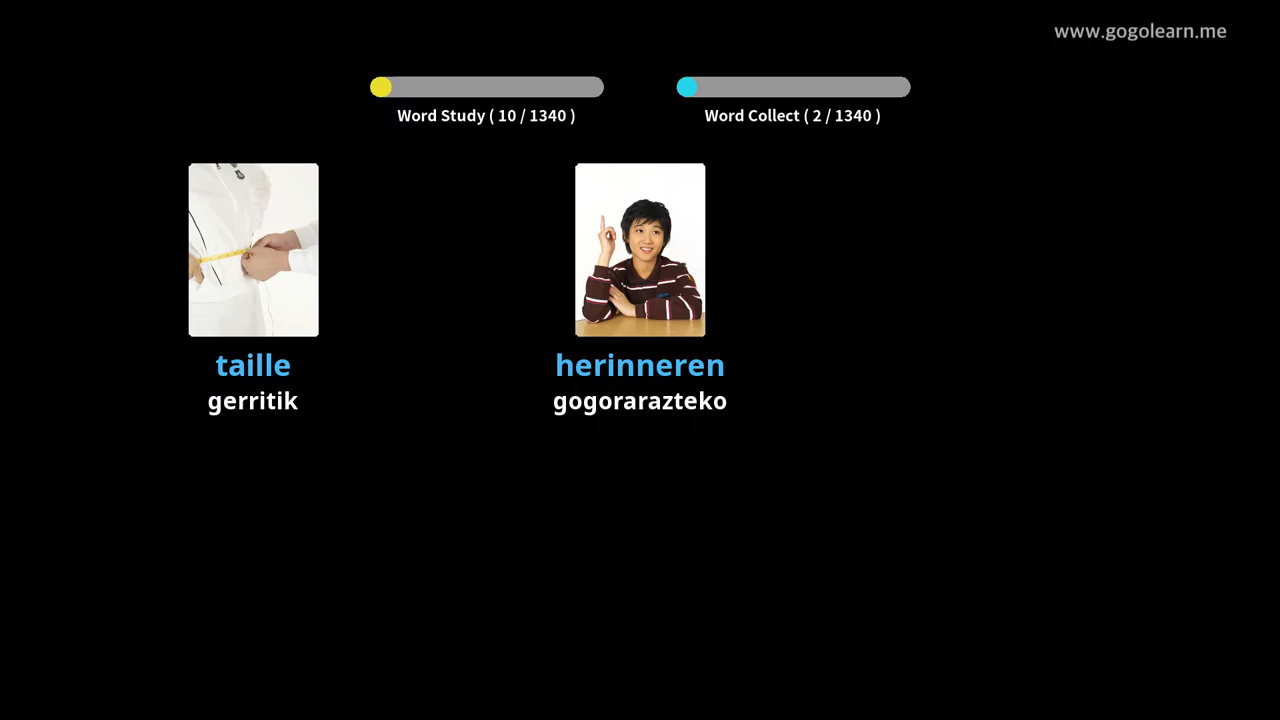 www.gogolearn.me
Word Study ( 10 / 1340 )
Word Collect ( 2 / 1340 )
taille
gerritik
herinneren
gogorarazteko